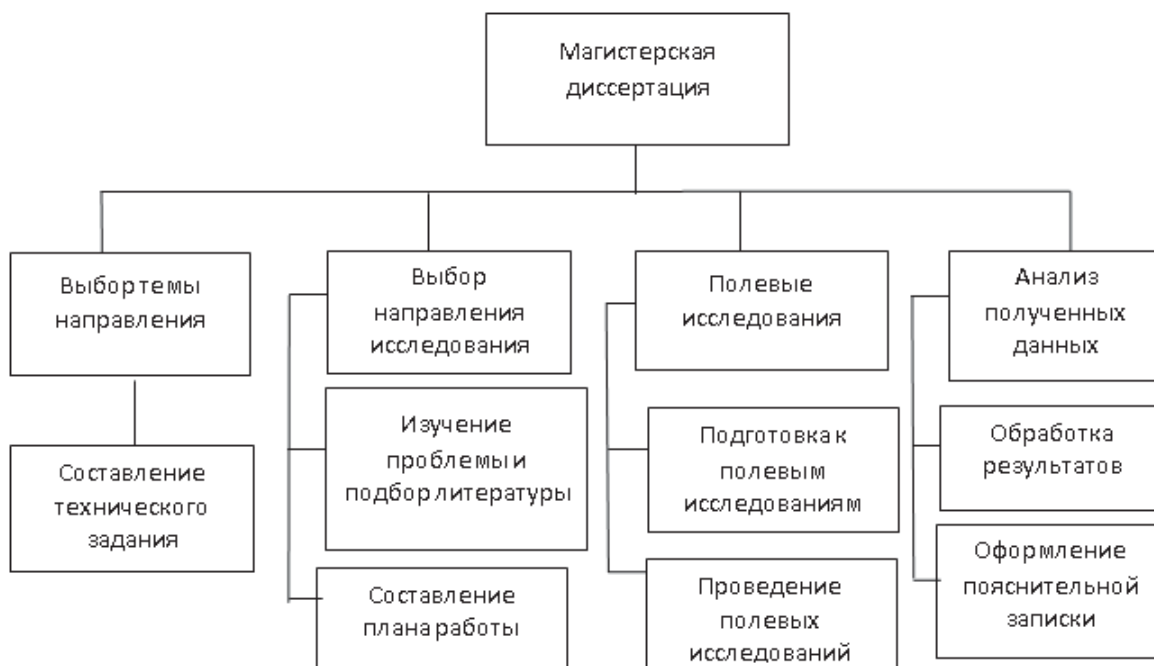 Магистерская
диссертация
Выбор темы
направления
Выбор
направления
исследования
Полевые
исследования
Анализ
полученных
данных
Составление
технического
задания
Изучение
проблемы и
подбор литературы
Подготовка к
полевым
исследованиям
Обработка
результатов
Составление
плана работы
Проведение
полевых
исследований
Оформление
пояснительной
записки